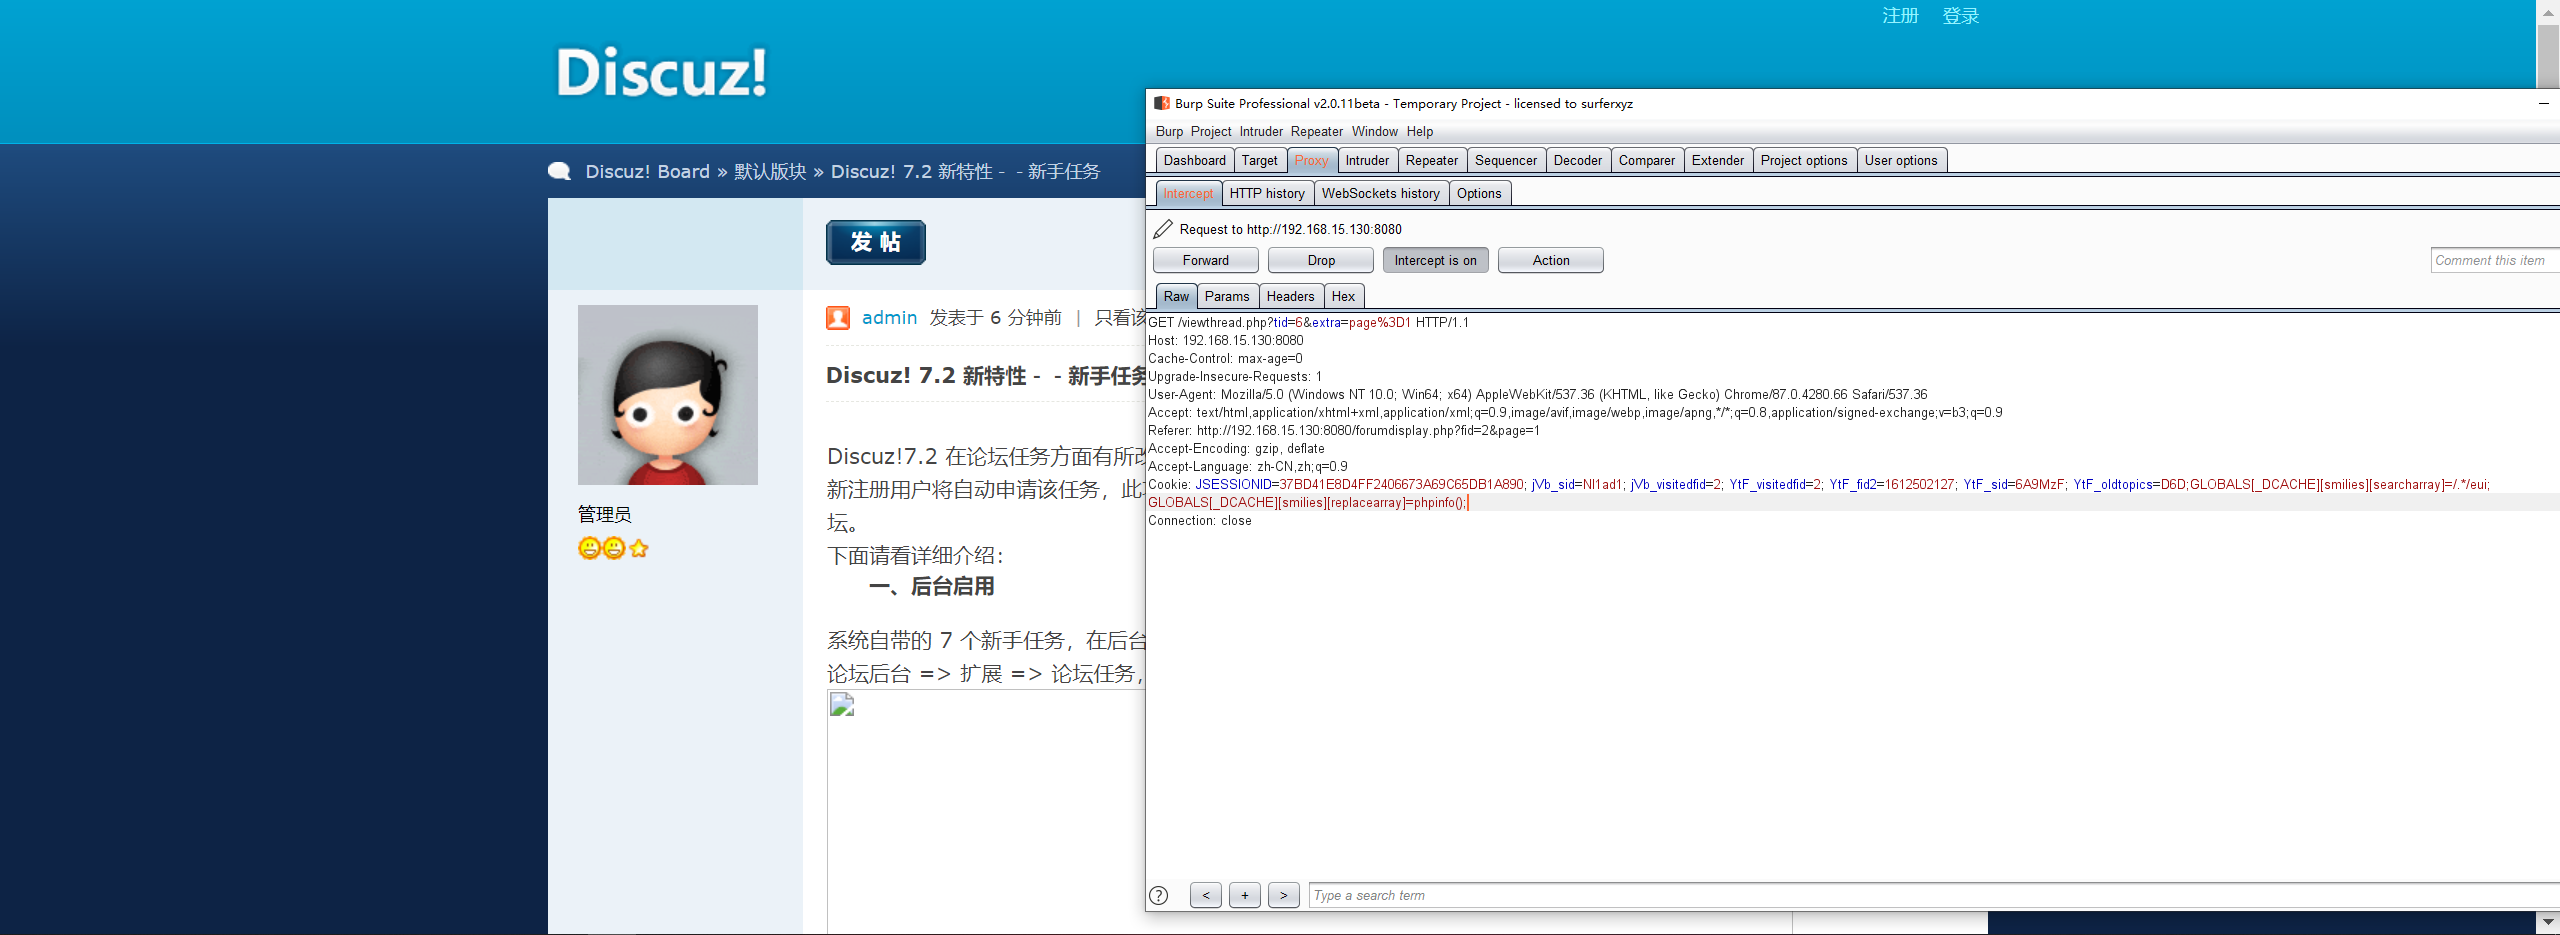 注册 登录
Discuz!
Discuz! Board » 默认版块 » Discuz! 7.2 新特性 - - 新手任务
发帖
admin 发表于 6 分钟前 | 只看该
Discuz! 7.2 新特性 - - 新手任务
管理员
Discuz!7.2 在论坛任务方面有所改
新注册用户将自动申请该任务，此
坛。
下面请看详细介绍：
一、后台启用
系统自带的 7 个新手任务，在后台
论坛后台 => 扩展 => 论坛任务，
Burp Suite Professional v2.0.11beta - Temporary Project - licensed to surferxyz
Burp Project Intruder Repeater Window Help
Dashboard Target Proxy Intruder Repeater Sequencer Decoder Comparer Extender Project options User options
Intercept HTTP history WebSockets history Options
Request to http://192.168.15.130:8080
Forward Drop Intercept is on Action Comment this item
Raw Params Headers Hex
GET /viewthread.php?tid=6&extra=page%3D1 HTTP/1.1
Host: 192.168.15.130:8080
Cache-Control: max-age=0
Upgrade-Insecure-Requests: 1
User-Agent: Mozilla/5.0 (Windows NT 10.0; Win64; x64) AppleWebKit/537.36 (KHTML, like Gecko) Chrome/87.0.4280.66 Safari/537.36
Accept: text/html,application/xhtml+xml,application/xml;q=0.9,image/avif,image/webp,image/apng,*/*;q=0.8,application/signed-exchange;v=b3;q=0.9
Referer: http://192.168.15.130:8080/forumdisplay.php?fid=2&page=1
Accept-Encoding: gzip, deflate
Accept-Language: zh-CN,zh;q=0.9
Cookie: JSESSIONID=37BD41E8D4FF2406673A69C65DB1A890; jVb_sid=NI1ad1; jVb_visitedfid=2; YtF_visitedfid=2; YtF_fid2=1612502127; YtF_sid=6A9MzF; YtF_oldtopics=D6D;GLOBALS[_DCACHE][smilies][searcharray]=/.*/eui;
GLOBALS[_DCACHE][smilies][replacearray]=phpinfo();
Connection: close
? < + > Type a search term